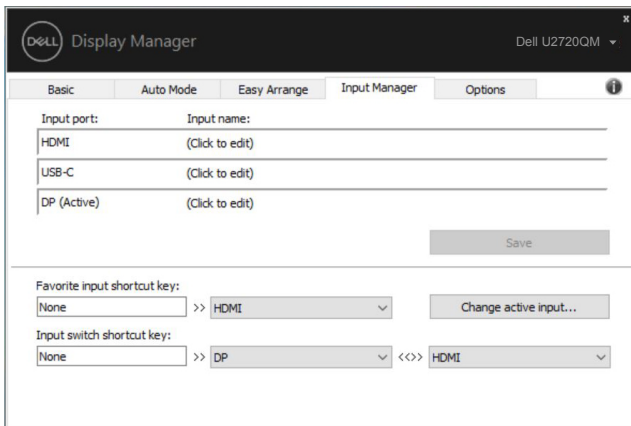 x
DELL Display Manager
Dell U2720QM
Basic Auto Mode Easy Arrange Input Manager Options i
Input port: Input name:
HDMI (Click to edit)
USB-C (Click to edit)
DP (Active) (Click to edit)
Save
Favorite input shortcut key:
None >> HDMI Change active input...
Input switch shortcut key:
None >> DP <<>> HDMI